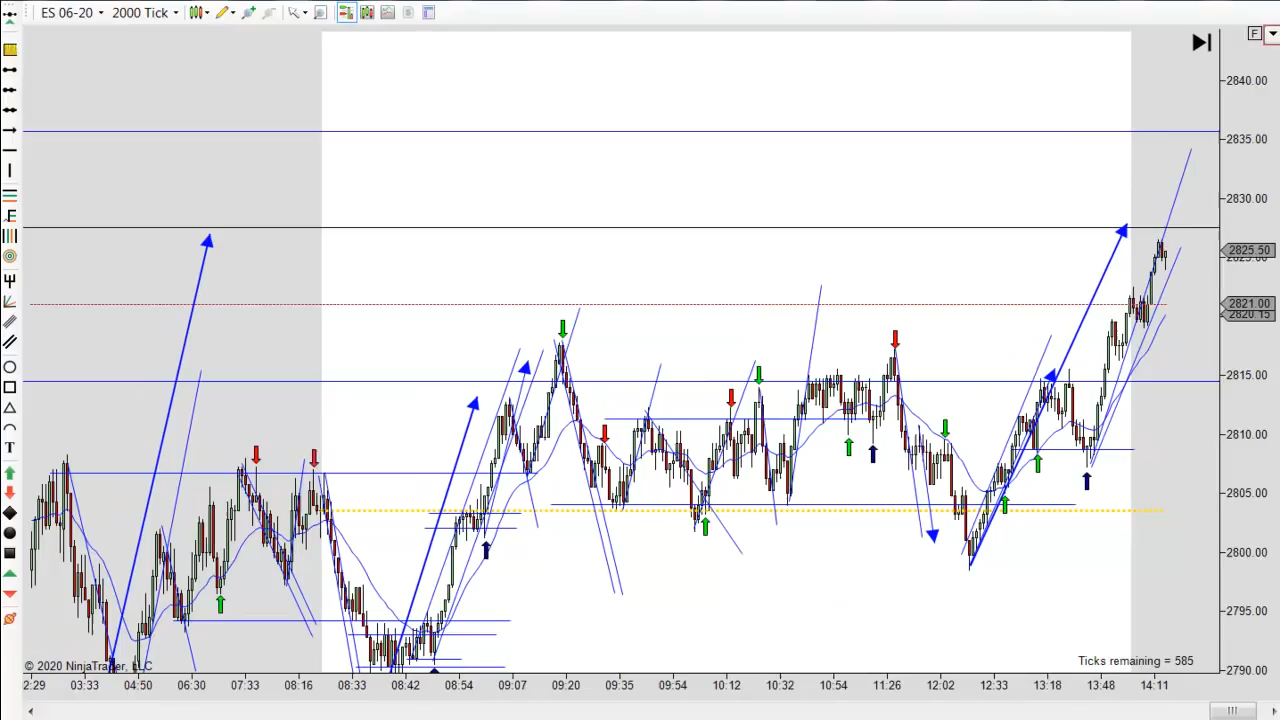 ES 06-20 2000 Tick
F
2840.00
2835.00
2830.00
2825.50
2821.00
2820.15
2815.00
2810.00
2805.00
2800.00
2795.00
2790.00
T
© 2020 NinjaTrader, LLC
Ticks remaining = 585
2:29 03:33 04:50 06:30 07:33 08:16 08:33 08:42 08:54 09:07 09:20 09:35 09:54 10:12 10:32 10:54 11:26 12:02 12:33 13:18 13:48 14:11